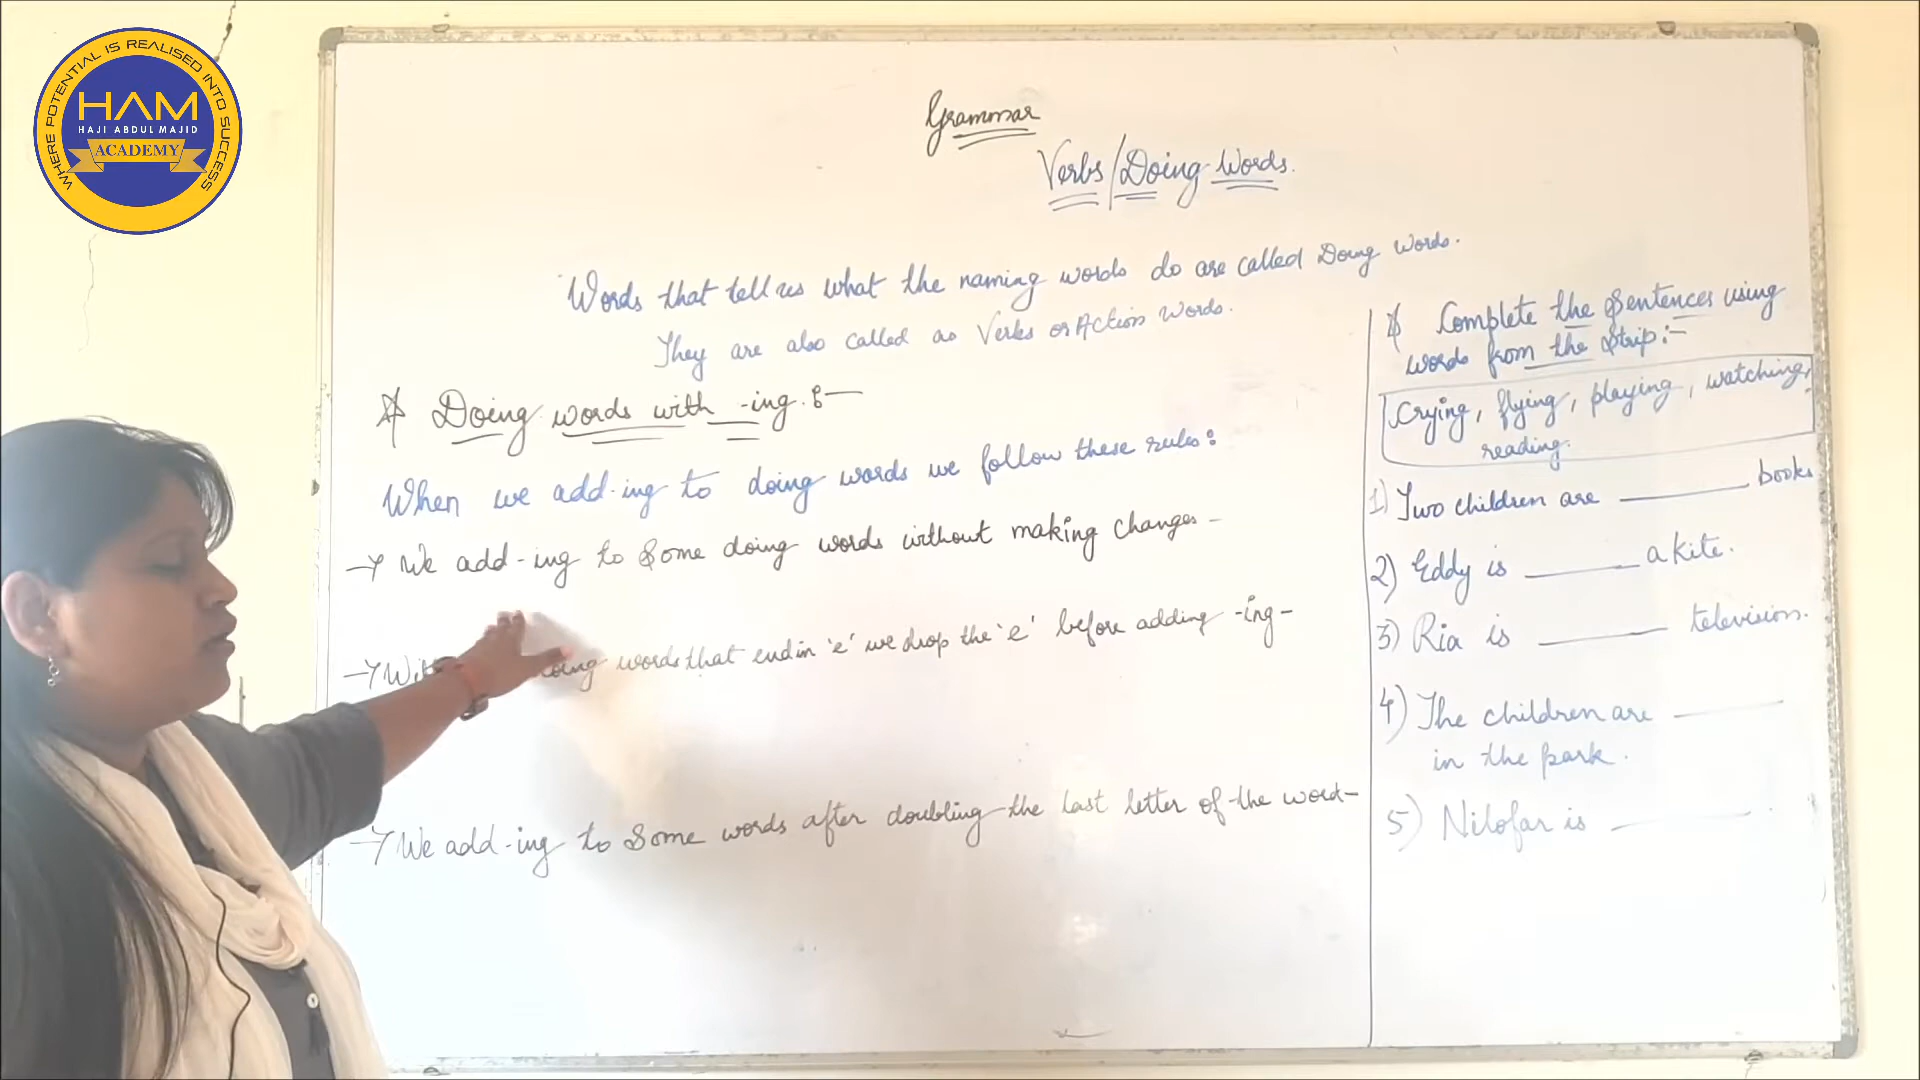 WHERE POTENTIAL IS REALISED INTO SUCCESS
HAM
HAJI ABDUL MAJID
ACADEMY
Grammar
Verbs/Doing Words.
Words that tell us what the naming words do are called Doing Words.
They are also called as Verbs or Action Words.
Doing words with -ing :-
When we add-ing to doing words we follow these rules:
→ We add-ing to Some doing words without making changes -
→ With doing words that end in 'e' we drop the 'e' before adding -ing-
→ We add-ing to Some words after doubling the last letter of the word-
Complete the Sentences using
words from the Strip:-
Crying, flying, playing, watching,
reading.
1) Two children are ________ books
2) Eddy is ________ a kite.
3) Ria is ________ television.
4) The children are ________
in the park.
5) Nilofar is ________.